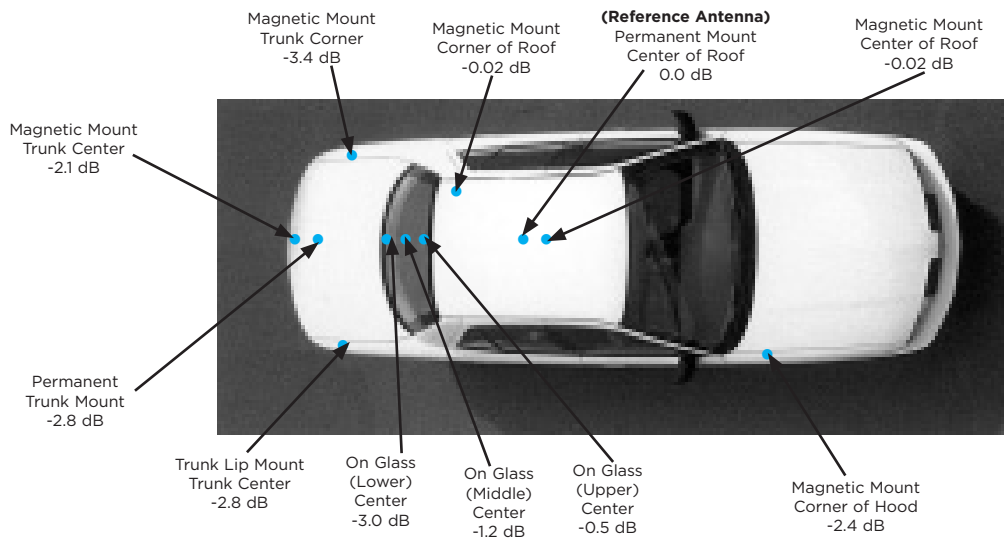 Magnetic Mount
Trunk Corner
-3.4 dB
Magnetic Mount
Corner of Roof
-0.02 dB
(Reference Antenna)
Permanent Mount
Center of Roof
0.0 dB
Magnetic Mount
Center of Roof
-0.02 dB
Magnetic Mount
Trunk Center
-2.1 dB
Permanent
Trunk Mount
-2.8 dB
Trunk Lip Mount
Trunk Center
-2.8 dB
On Glass
(Lower)
Center
-3.0 dB
On Glass
(Middle)
Center
-1.2 dB
On Glass
(Upper)
Center
-0.5 dB
Magnetic Mount
Corner of Hood
-2.4 dB